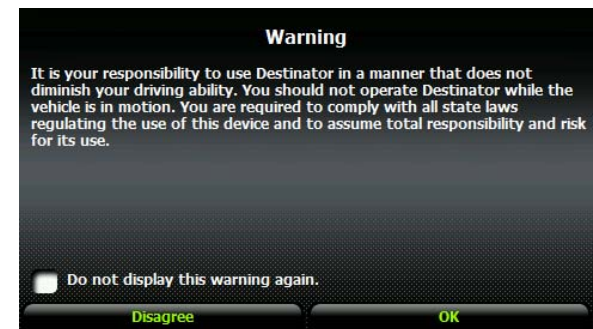 Warning
It is your responsibility to use Destinator in a manner that does not
diminish your driving ability. You should not operate Destinator while the
vehicle is in motion. You are required to comply with all state laws
regulating the use of this device and to assume total responsibility and risk
for its use.
Do not display this warning again.
Disagree
OK